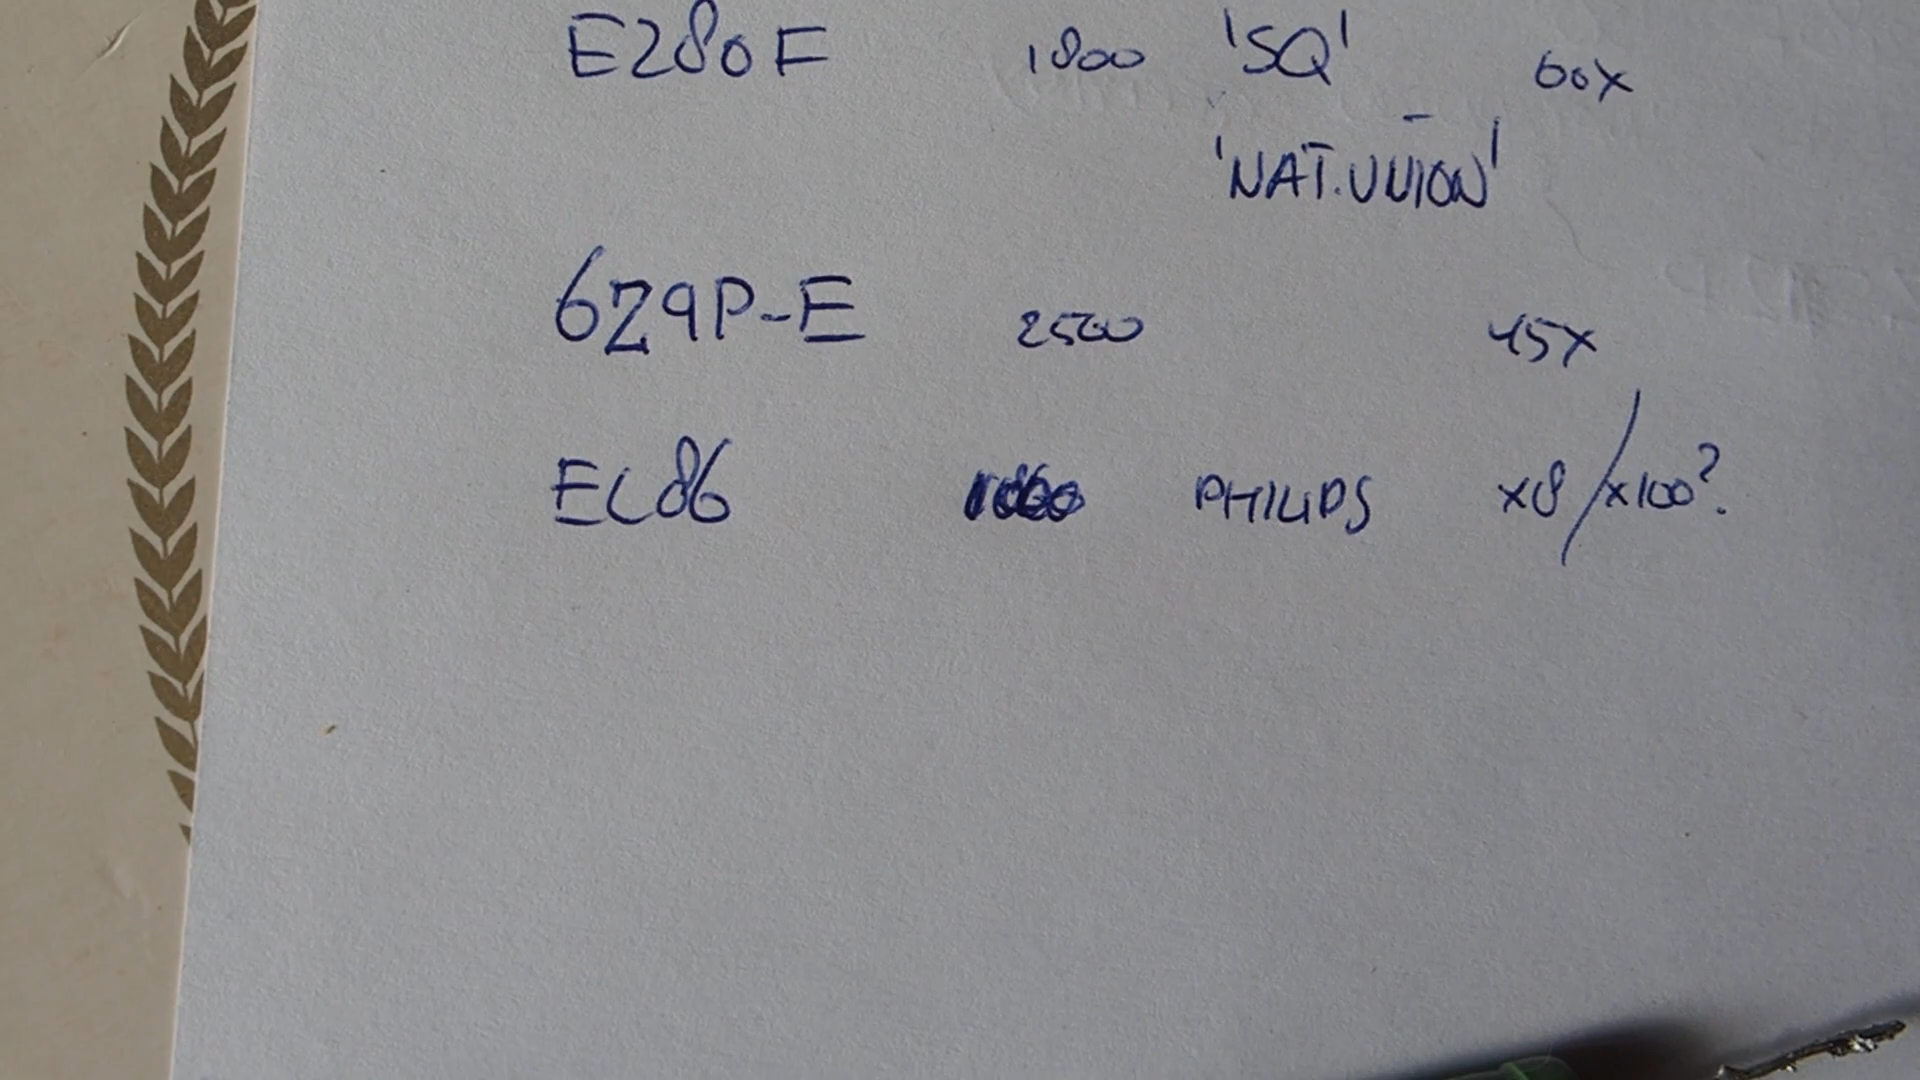 E280F 1800 'SQ' 60x
'NAT.UNION'
6Z9P-E 2500 45x
EC86 PHILIPS x8/x100?